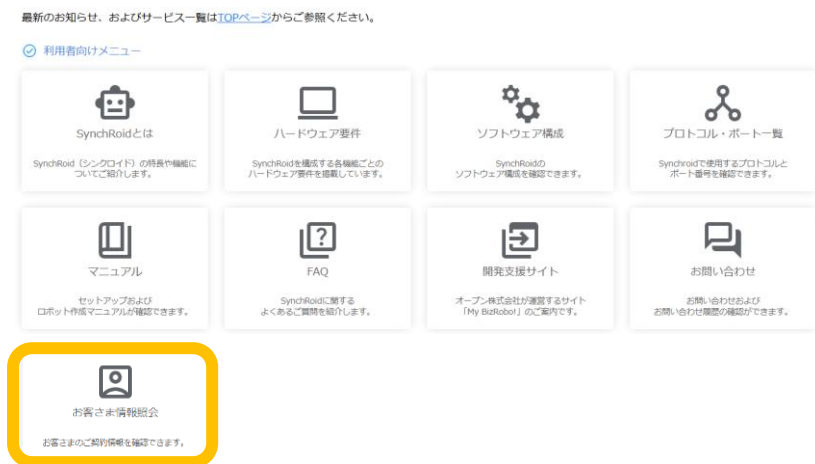 最新のお知らせ、およびサービス一覧はTOPページからご参照ください。
利用者向けメニュー
SynchRoidとは
SynchRoid（シンクロイド）の特長や機能に
ついてご紹介します。
ハードウェア要件
SynchRoidを構成する各機能ごとの
ハードウェア要件を掲載しています。
ソフトウェア構成
SynchRoidの
ソフトウェア構成を確認できます。
プロトコル・ポート一覧
Synchroidで使用するプロトコルと
ポート番号を確認できます。
マニュアル
セットアップおよび
ロボット作成マニュアルが確認できます。
FAQ
SynchRoidに関する
よくあるご質問を紹介します。
開発支援サイト
オープン株式会社が運営するサイト
「My BizRobo!」のご案内です。
お問い合わせ
お問い合わせおよび
お問い合わせ履歴の確認ができます。
お客さま情報照会
お客さまのご契約情報を確認できます。